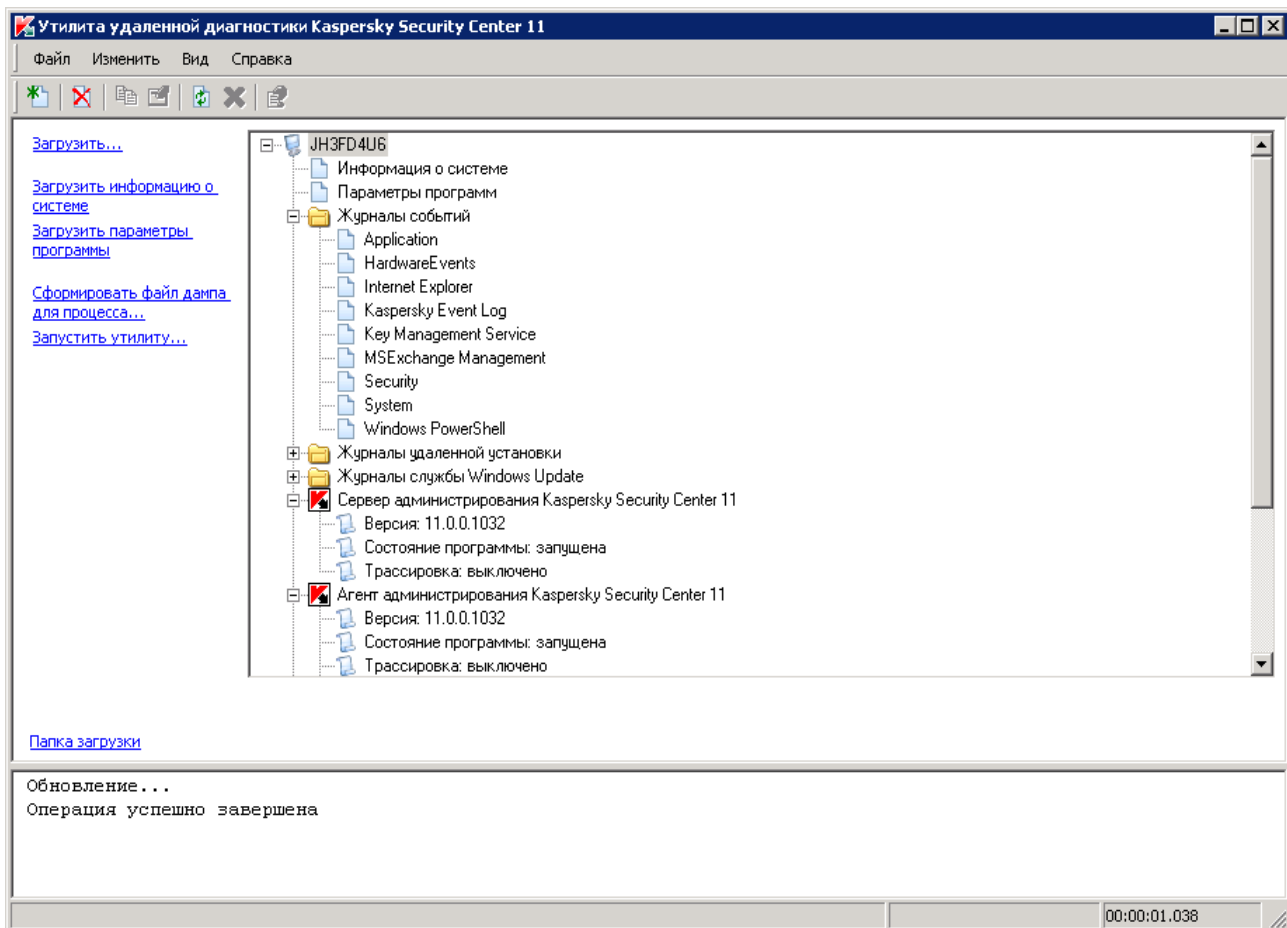 Утилита удаленной диагностики Kaspersky Security Center 11
Файл Изменить Вид Справка
Загрузить...
Загрузить информацию о
системе
Загрузить параметры
программы
Сформировать файл дампа
для процесса...
Запустить утилиту...
JH3FD4U6
Информация о системе
Параметры программ
Журналы событий
Application
HardwareEvents
Internet Explorer
Kaspersky Event Log
Key Management Service
MSExchange Management
Security
System
Windows PowerShell
Журналы удаленной установки
Журналы службы Windows Update
Сервер администрирования Kaspersky Security Center 11
Версия: 11.0.0.1032
Состояние программы: запущена
Трассировка: выключено
Агент администрирования Kaspersky Security Center 11
Версия: 11.0.0.1032
Состояние программы: запущена
Трассировка: выключено
Папка загрузки
Обновление...
Операция успешно завершена
00:00:01.038